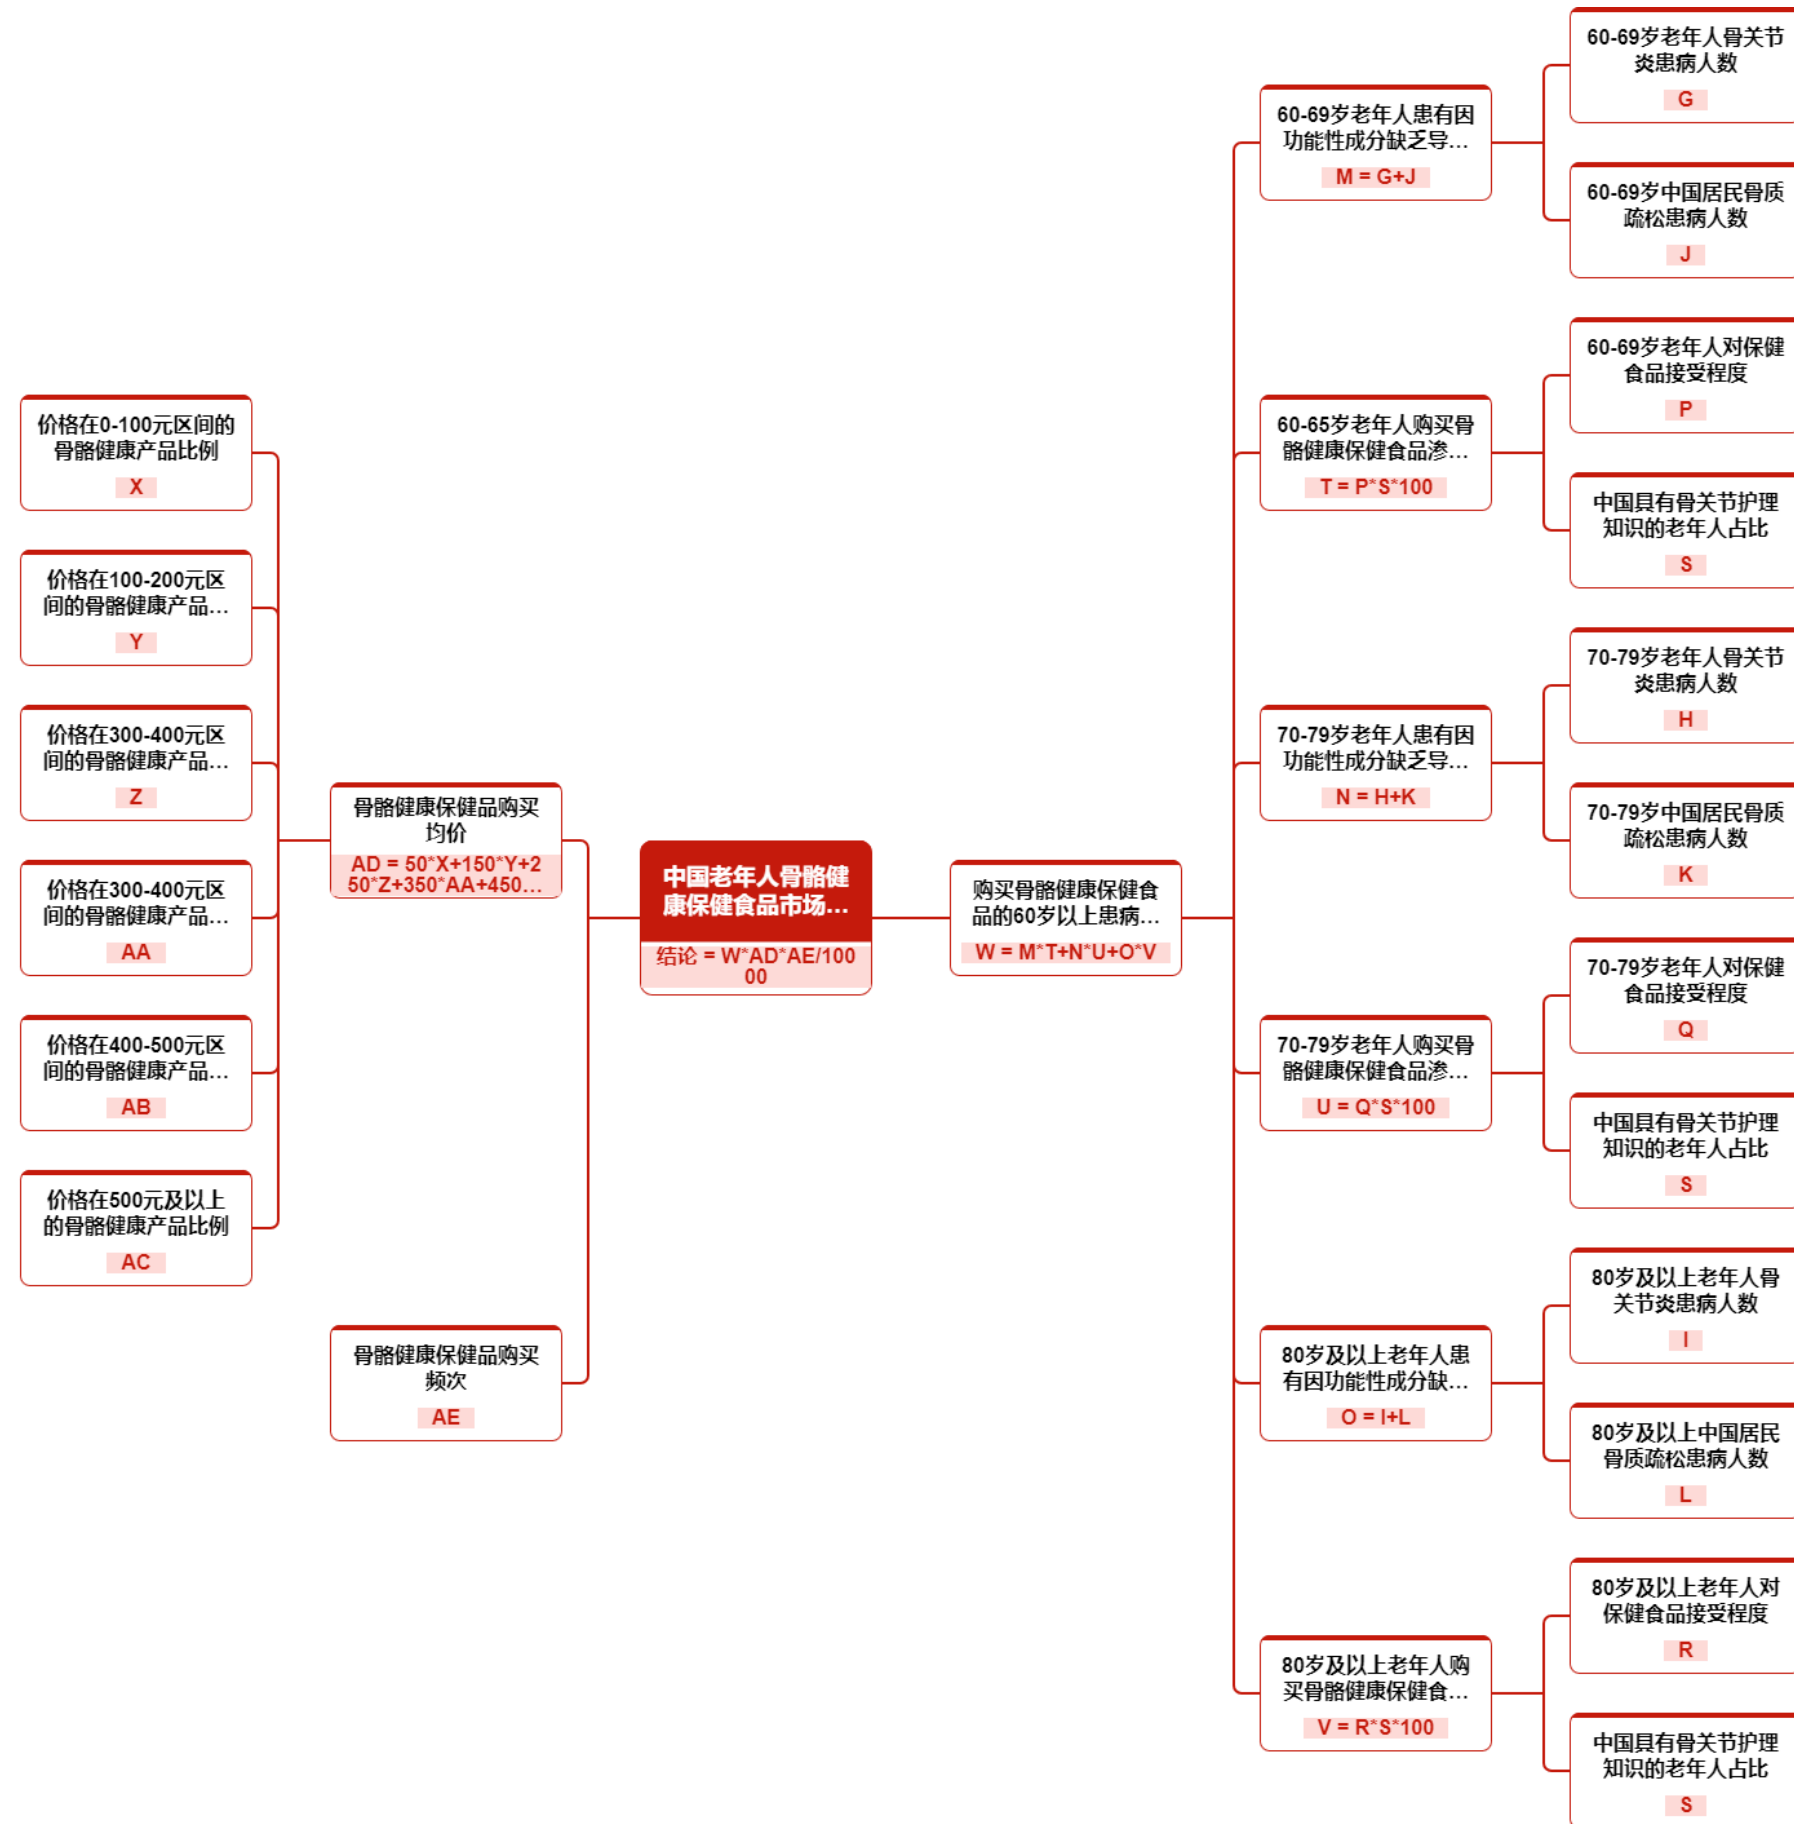 价格在0-100元区间的
骨骼健康产品比例
X
价格在100-200元区
间的骨骼健康产品...
Y
价格在300-400元区
间的骨骼健康产品...
Z
价格在300-400元区
间的骨骼健康产品...
AA
价格在400-500元区
间的骨骼健康产品...
AB
价格在500元及以上
的骨骼健康产品比例
AC
骨骼健康保健品购买
均价
AD = 50*X+150*Y+2
50*Z+350*AA+450...
骨骼健康保健品购买
频次
AE
中国老年人骨骼健
康保健食品市场...
结论 = W*AD*AE/100
00
购买骨骼健康保健食
品的60岁以上患病...
W = M*T+N*U+O*V
60-69岁老年人患有因
功能性成分缺乏导...
M = G+J
60-65岁老年人购买骨
骼健康保健食品渗...
T = P*S*100
70-79岁老年人患有因
功能性成分缺乏导...
N = H+K
70-79岁老年人购买骨
骼健康保健食品渗...
U = Q*S*100
80岁及以上老年人患
有因功能性成分缺...
O = I+L
80岁及以上老年人购
买骨骼健康保健食...
V = R*S*100
60-69岁老年人骨关节
炎患病人数
G
60-69岁中国居民骨质
疏松患病人数
J
60-69岁老年人对保健
食品接受程度
P
中国具有骨关节护理
知识的老年人占比
S
70-79岁老年人骨关节
炎患病人数
H
70-79岁中国居民骨质
疏松患病人数
K
70-79岁老年人对保健
食品接受程度
Q
中国具有骨关节护理
知识的老年人占比
S
80岁及以上老年人骨
关节炎患病人数
I
80岁及以上中国居民
骨质疏松患病人数
L
80岁及以上老年人对
保健食品接受程度
R
中国具有骨关节护理
知识的老年人占比
S